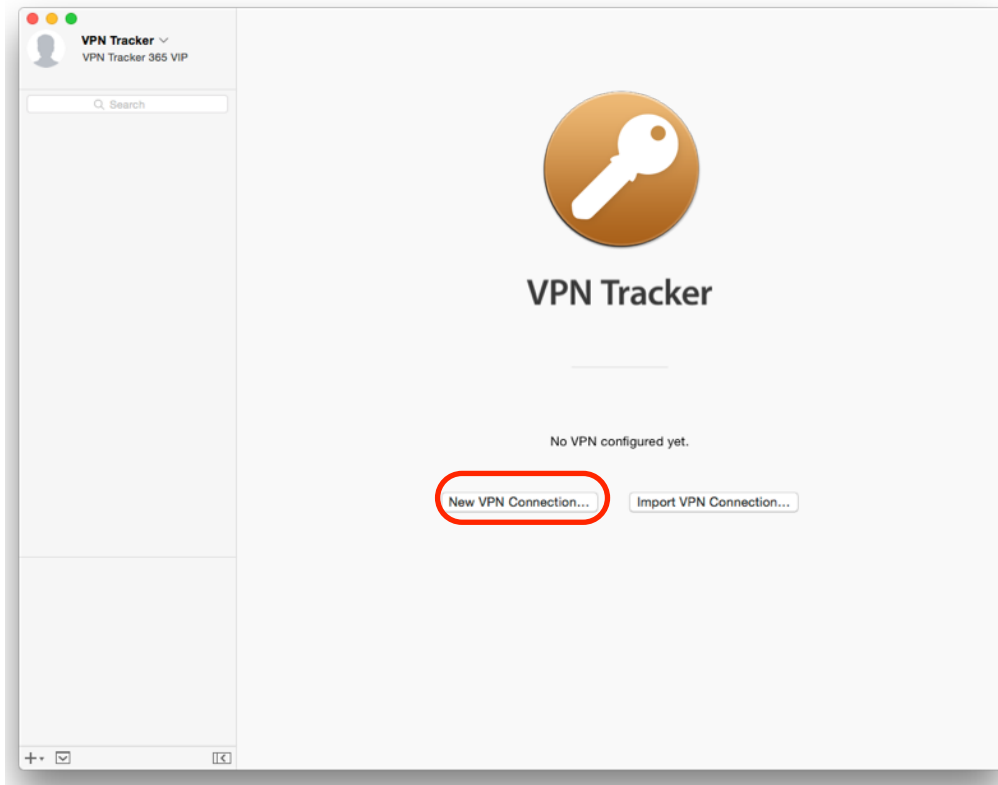 VPN Tracker
VPN Tracker 365 VIP
Search
VPN Tracker
No VPN configured yet.
New VPN Connection...
Import VPN Connection...